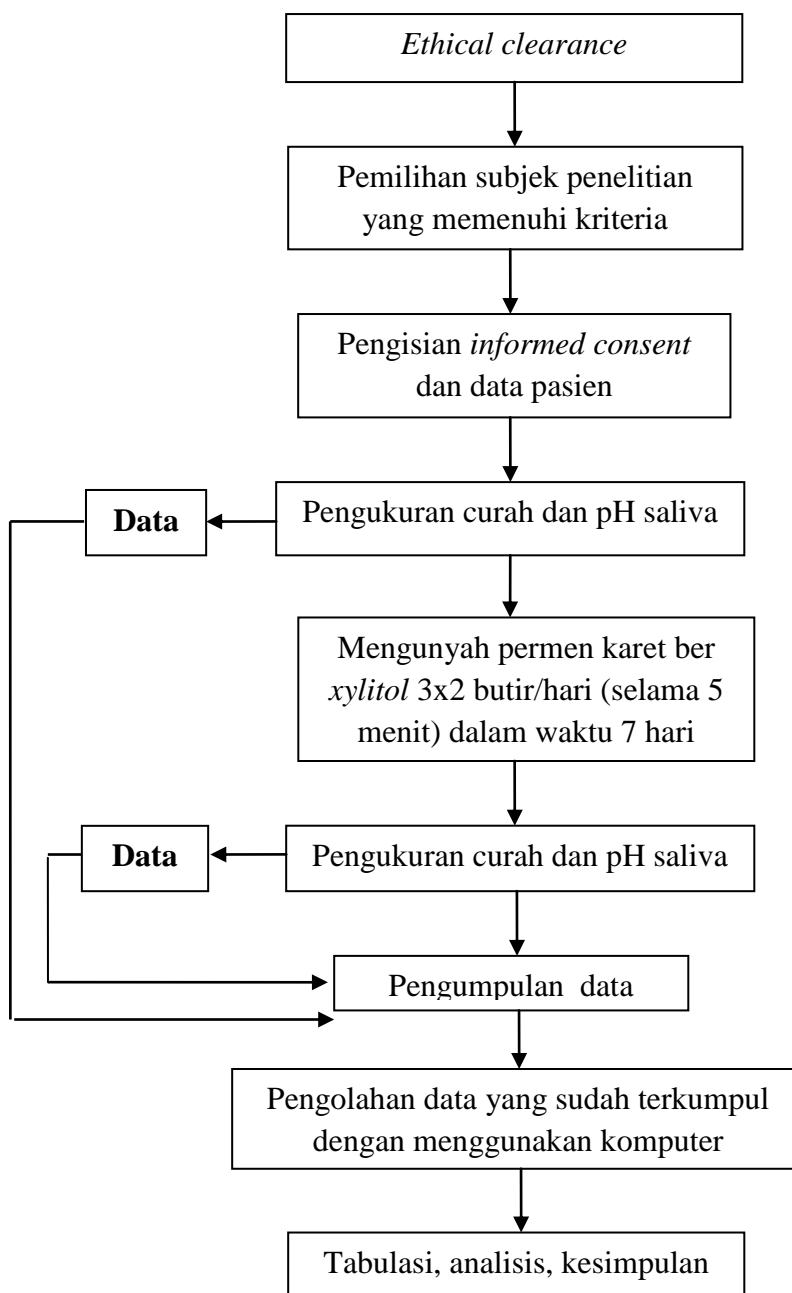 Ethical clearance
Pemilihan subjek penelitian
yang memenuhi kriteria
Pengisian informed consent
dan data pasien
Data
Pengukuran curah dan pH saliva
Mengunyah permen karet ber
xylitol 3x2 butir/hari (selama 5
menit) dalam waktu 7 hari
Data
Pengukuran curah dan pH saliva
Pengumpulan data
Pengolahan data yang sudah terkumpul
dengan menggunakan komputer
Tabulasi, analisis, kesimpulan